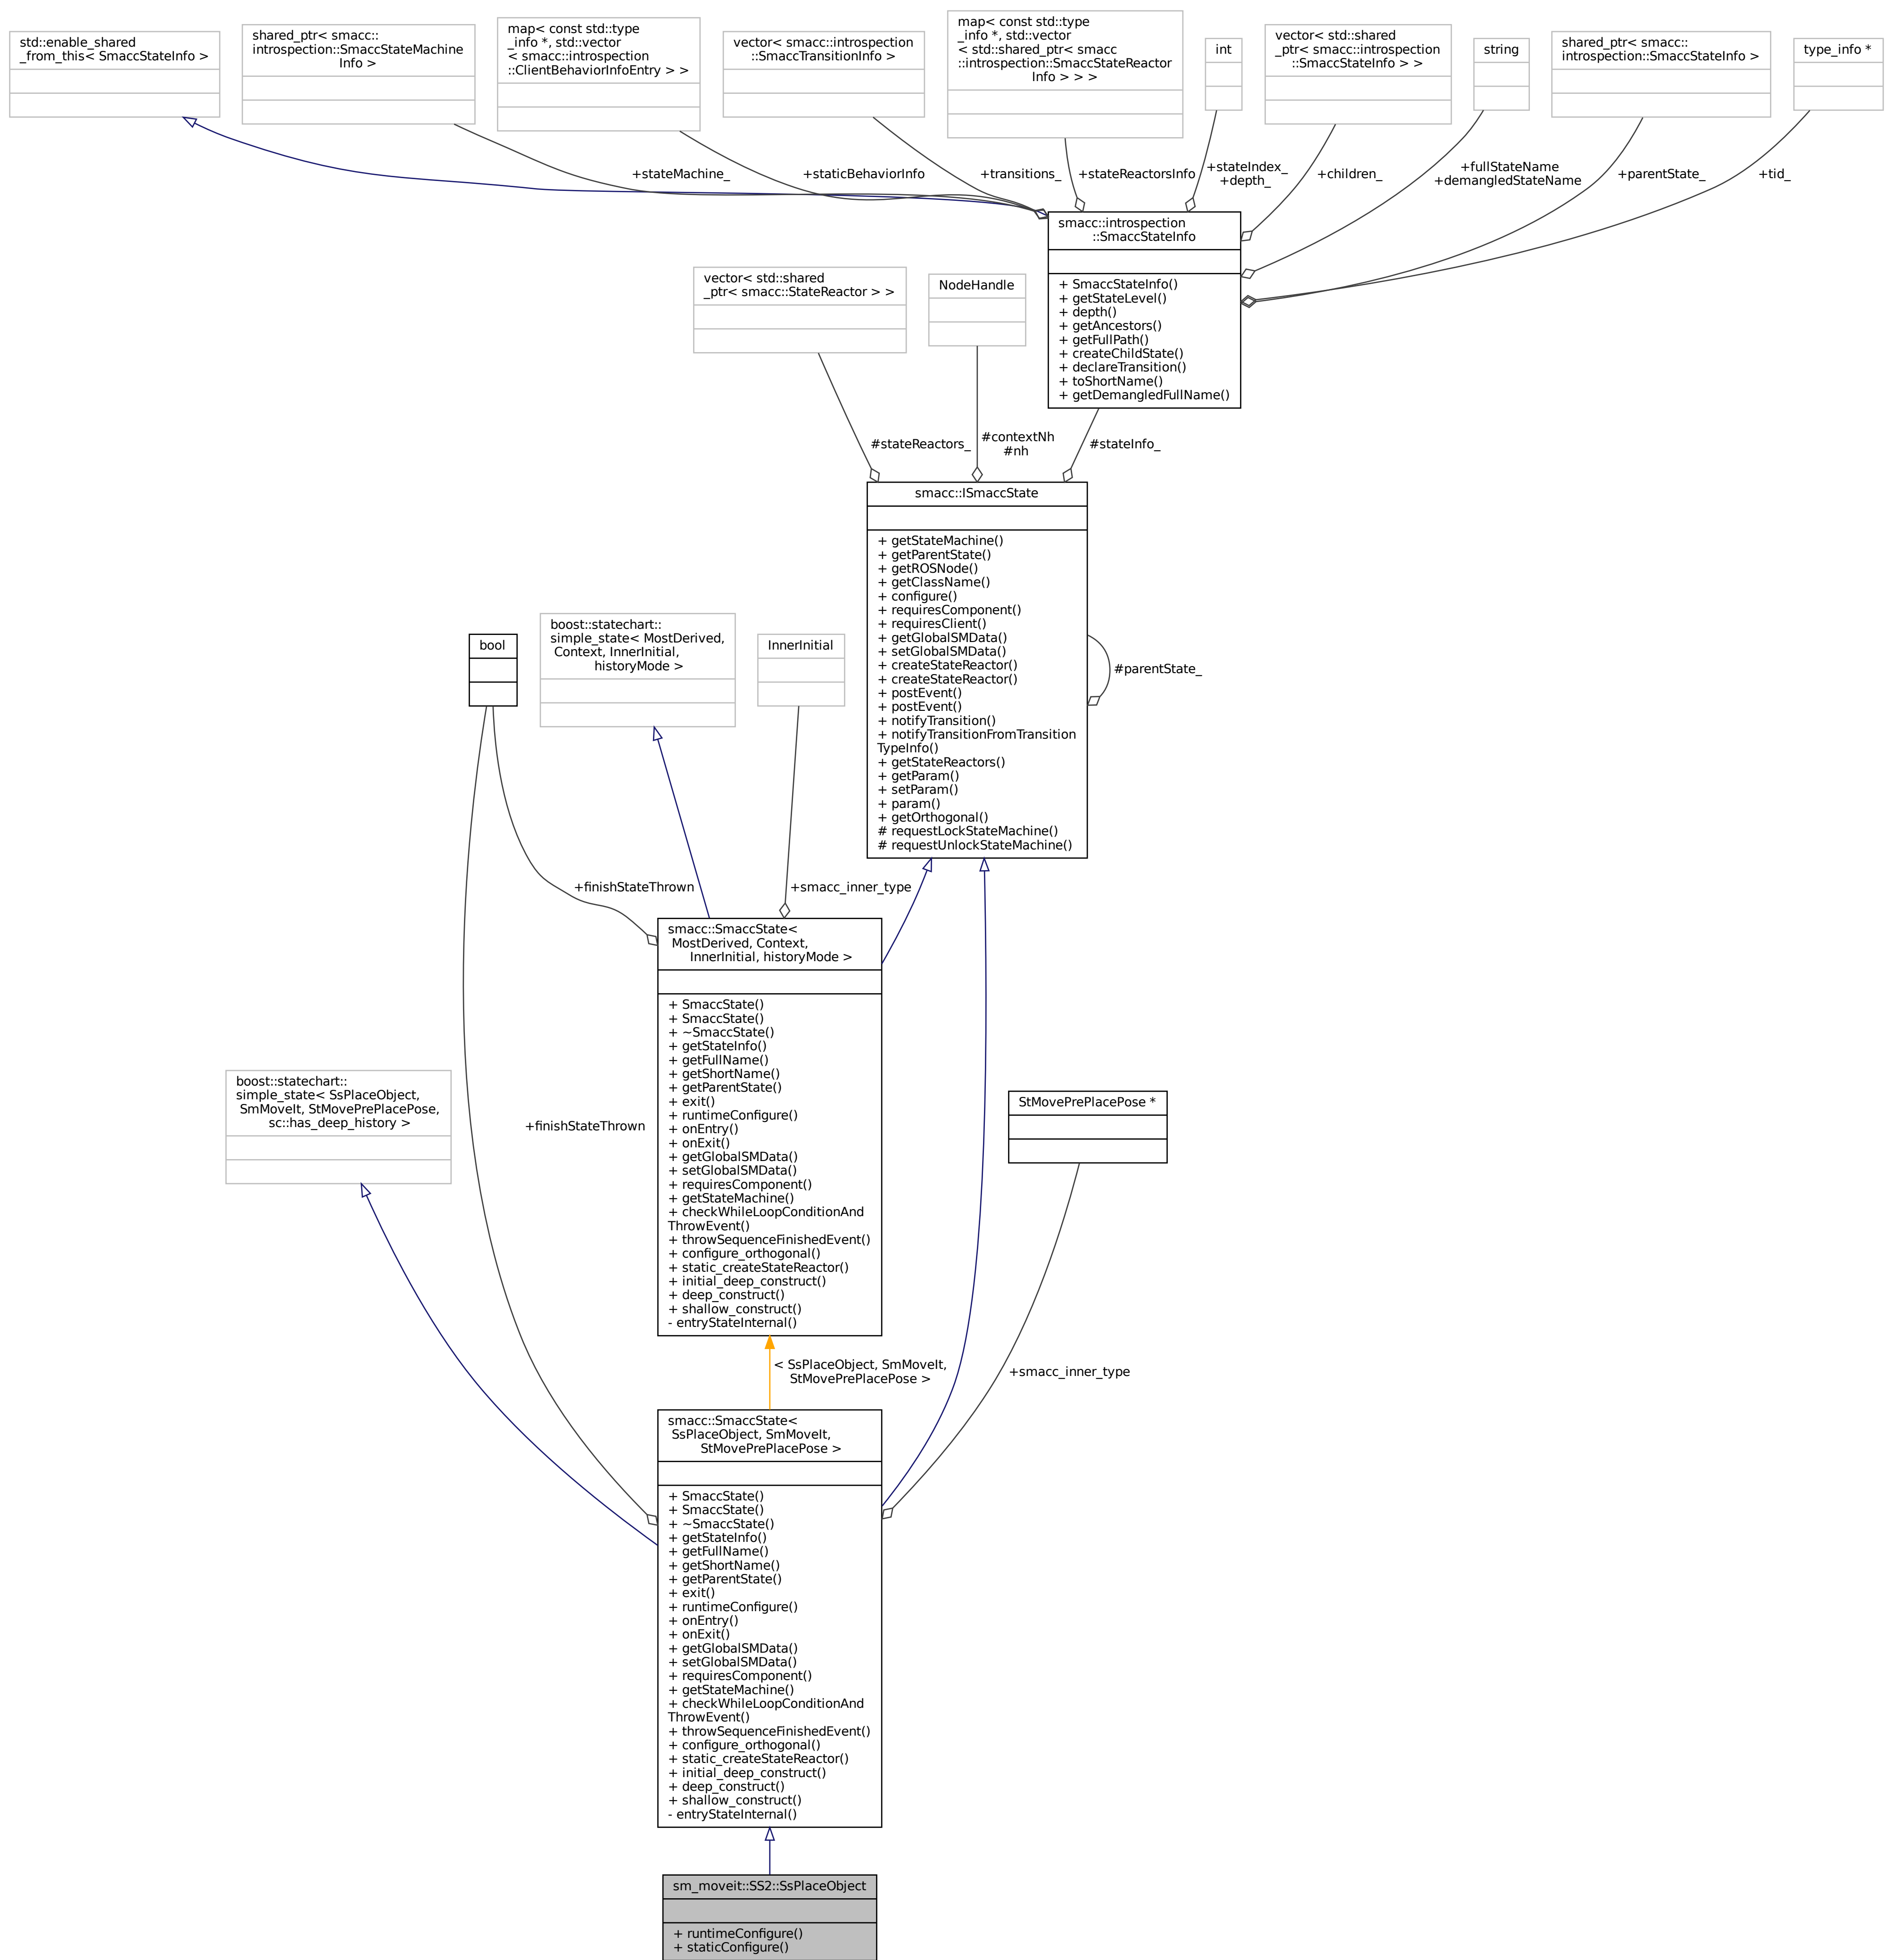 std::enable_shared
_from_this< SmaccStateInfo >
shared_ptr< smacc::
introspection::SmaccStateMachine
Info >
map< const std::type
_info *, std::vector
< smacc::introspection
::ClientBehaviorInfoEntry > >
vector< smacc::introspection
::SmaccTransitionInfo >
map< const std::type
_info *, std::vector
< std::shared_ptr< smacc
::introspection::SmaccStateReactor
Info > > >
int
vector< std::shared
_ptr< smacc::introspection
::SmaccStateInfo > >
string
shared_ptr< smacc::
introspection::SmaccStateInfo >
type_info *
+stateMachine_
+staticBehaviorInfo
+transitions_
+stateReactorsInfo
+stateIndex_
+depth_
+children_
+fullStateName
+demangledStateName
+parentState_
+tid_
smacc::introspection
::SmaccStateInfo
+ SmaccStateInfo()
+ getStateLevel()
+ depth()
+ getAncestors()
+ getFullPath()
+ createChildState()
+ declareTransition()
+ toShortName()
+ getDemangledFullName()
vector< std::shared
_ptr< smacc::StateReactor > >
NodeHandle
#stateReactors_
#contextNh
#nh
#stateInfo_
smacc::ISmaccState
+ getStateMachine()
+ getParentState()
+ getROSNode()
+ getClassName()
+ configure()
+ requiresComponent()
+ requiresClient()
+ getGlobalSMData()
+ setGlobalSMData()
+ createStateReactor()
+ createStateReactor()
+ postEvent()
+ postEvent()
+ notifyTransition()
+ notifyTransitionFromTransition
TypeInfo()
+ getStateReactors()
+ getParam()
+ setParam()
+ param()
+ getOrthogonal()
# requestLockStateMachine()
# requestUnlockStateMachine()
#parentState_
bool
boost::statechart::
simple_state< MostDerived,
Context, InnerInitial,
historyMode >
InnerInitial
+finishStateThrown
+smacc_inner_type
smacc::SmaccState<
MostDerived, Context,
InnerInitial, historyMode >
+ SmaccState()
+ SmaccState()
+ ~SmaccState()
+ getStateInfo()
+ getFullName()
+ getShortName()
+ getParentState()
+ exit()
+ runtimeConfigure()
+ onEntry()
+ onExit()
+ getGlobalSMData()
+ setGlobalSMData()
+ requiresComponent()
+ getStateMachine()
+ checkWhileLoopConditionAnd
ThrowEvent()
+ throwSequenceFinishedEvent()
+ configure_orthogonal()
+ static_createStateReactor()
+ initial_deep_construct()
+ deep_construct()
+ shallow_construct()
- entryStateInternal()
boost::statechart::
simple_state< SsPlaceObject,
SmMoveIt, StMovePrePlacePose,
sc::has_deep_history >
+finishStateThrown
StMovePrePlacePose *
< SsPlaceObject, SmMoveIt,
StMovePrePlacePose >
+smacc_inner_type
smacc::SmaccState<
SsPlaceObject, SmMoveIt,
StMovePrePlacePose >
+ SmaccState()
+ SmaccState()
+ ~SmaccState()
+ getStateInfo()
+ getFullName()
+ getShortName()
+ getParentState()
+ exit()
+ runtimeConfigure()
+ onEntry()
+ onExit()
+ getGlobalSMData()
+ setGlobalSMData()
+ requiresComponent()
+ getStateMachine()
+ checkWhileLoopConditionAnd
ThrowEvent()
+ throwSequenceFinishedEvent()
+ configure_orthogonal()
+ static_createStateReactor()
+ initial_deep_construct()
+ deep_construct()
+ shallow_construct()
- entryStateInternal()
sm_moveit::SS2::SsPlaceObject
+ runtimeConfigure()
+ staticConfigure()